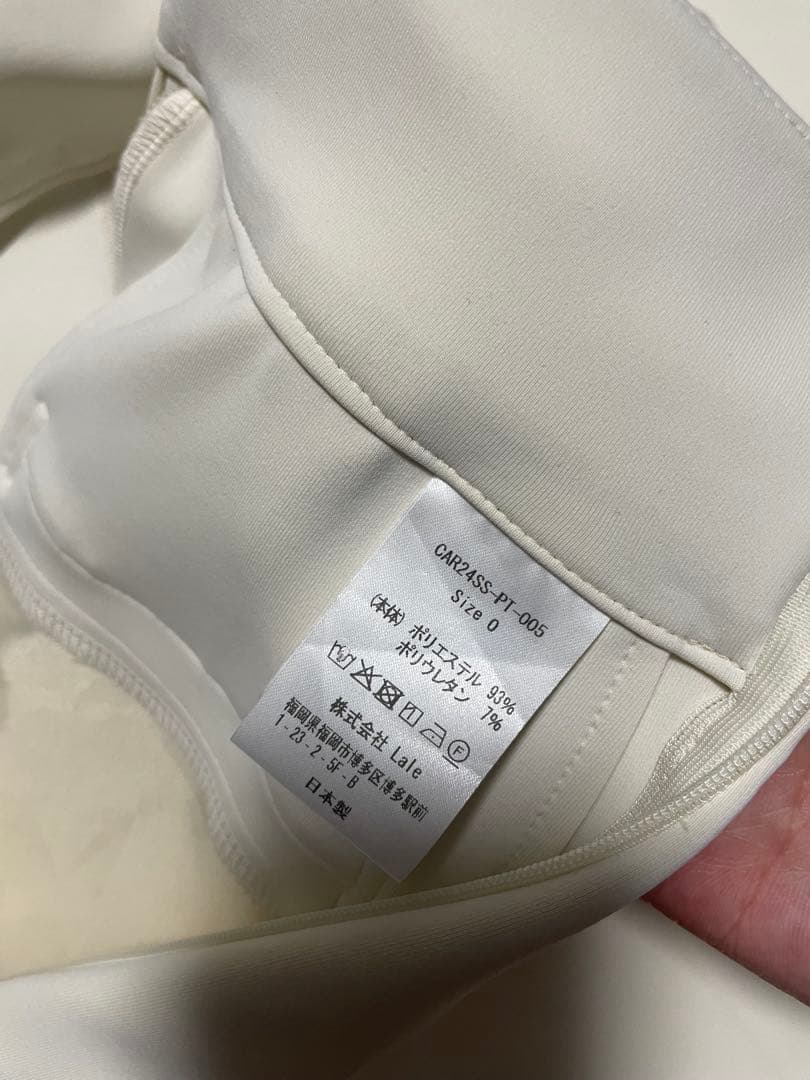 CAR24SS-PT-005
Size 0
(本体) ポリエステル 93%
ポリウレタン 7%
F
株式会社 Lale
福岡県福岡市博多区博多駅前
1-23-2-5F-B
日本製